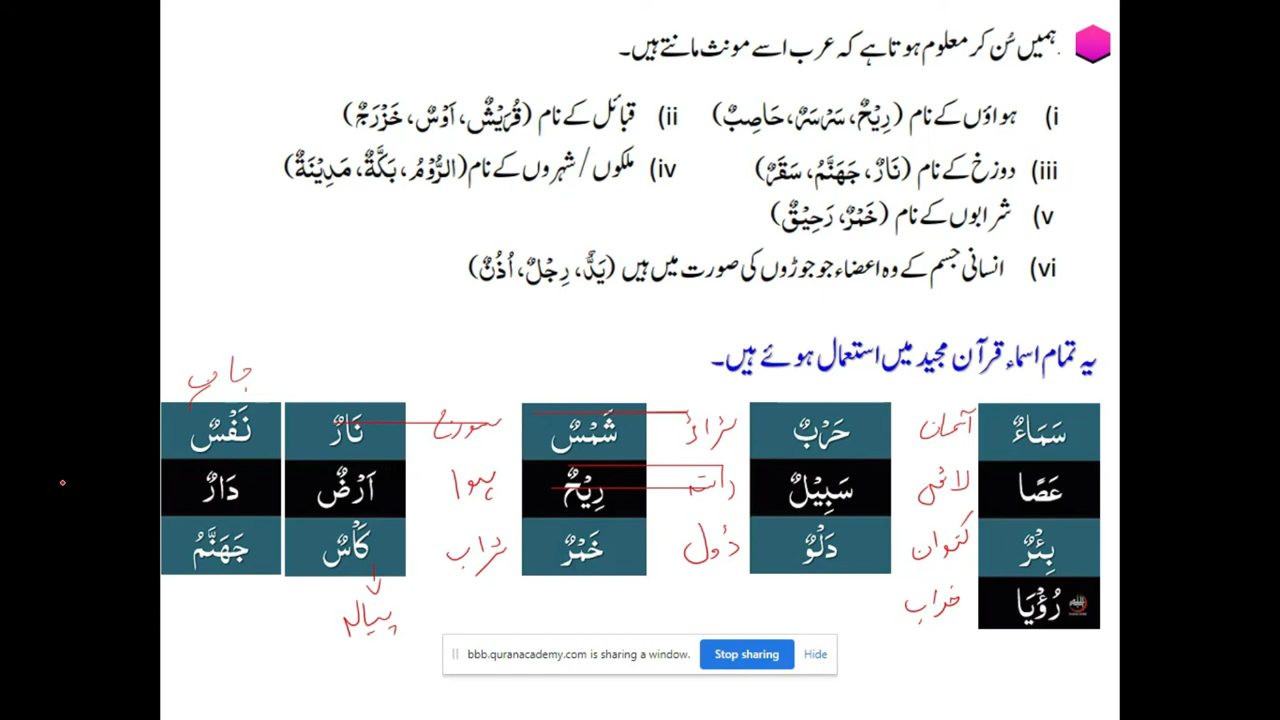 ہمیں سُن کر معلوم ہوتا ہے کہ عرب اسے مونث مانتے ہیں۔
i) ہواؤں کے نام (رِیْحٌ، سَرْسَرٌ، حَاصِبٌ) ii) قبائل کے نام (قُرَیْشٌ، اَوْسٌ، خَزْرَجٌ)
iii) دوزخ کے نام (نَارٌ، جَهَنَّمُ، سَقَرٌ) iv) ملکوں/شہروں کے نام (الرُّوْمُ، بَكَّةٌ، مَدِیْنَةٌ)
v) شرابوں کے نام (خَمْرٌ، رَحِیْقٌ)
vi) انسانی جسم کے وہ اعضاء جو جوڑوں کی صورت میں ہیں (یَدٌّ، رِجْلٌ، اُذُنٌ)
یہ تمام اسماء قرآن مجید میں استعمال ہوئے ہیں۔
جان
سَمَاءٌ آسمان حَرْبٌ شَمْسٌ سورج نَارٌ نَفْسٌ
عَصًا لاٹھی سَبِیْلٌ راستہ رِیْحٌ ہوا اَرْضٌ دَارٌ
بِئْرٌ کنواں دَلْوٌ ڈول خَمْرٌ شراب كَاْسٌ جَهَنَّمُ
رُؤْیَا خواب پیالہ
bbb.quranacademy.com is sharing a window. Stop sharing Hide